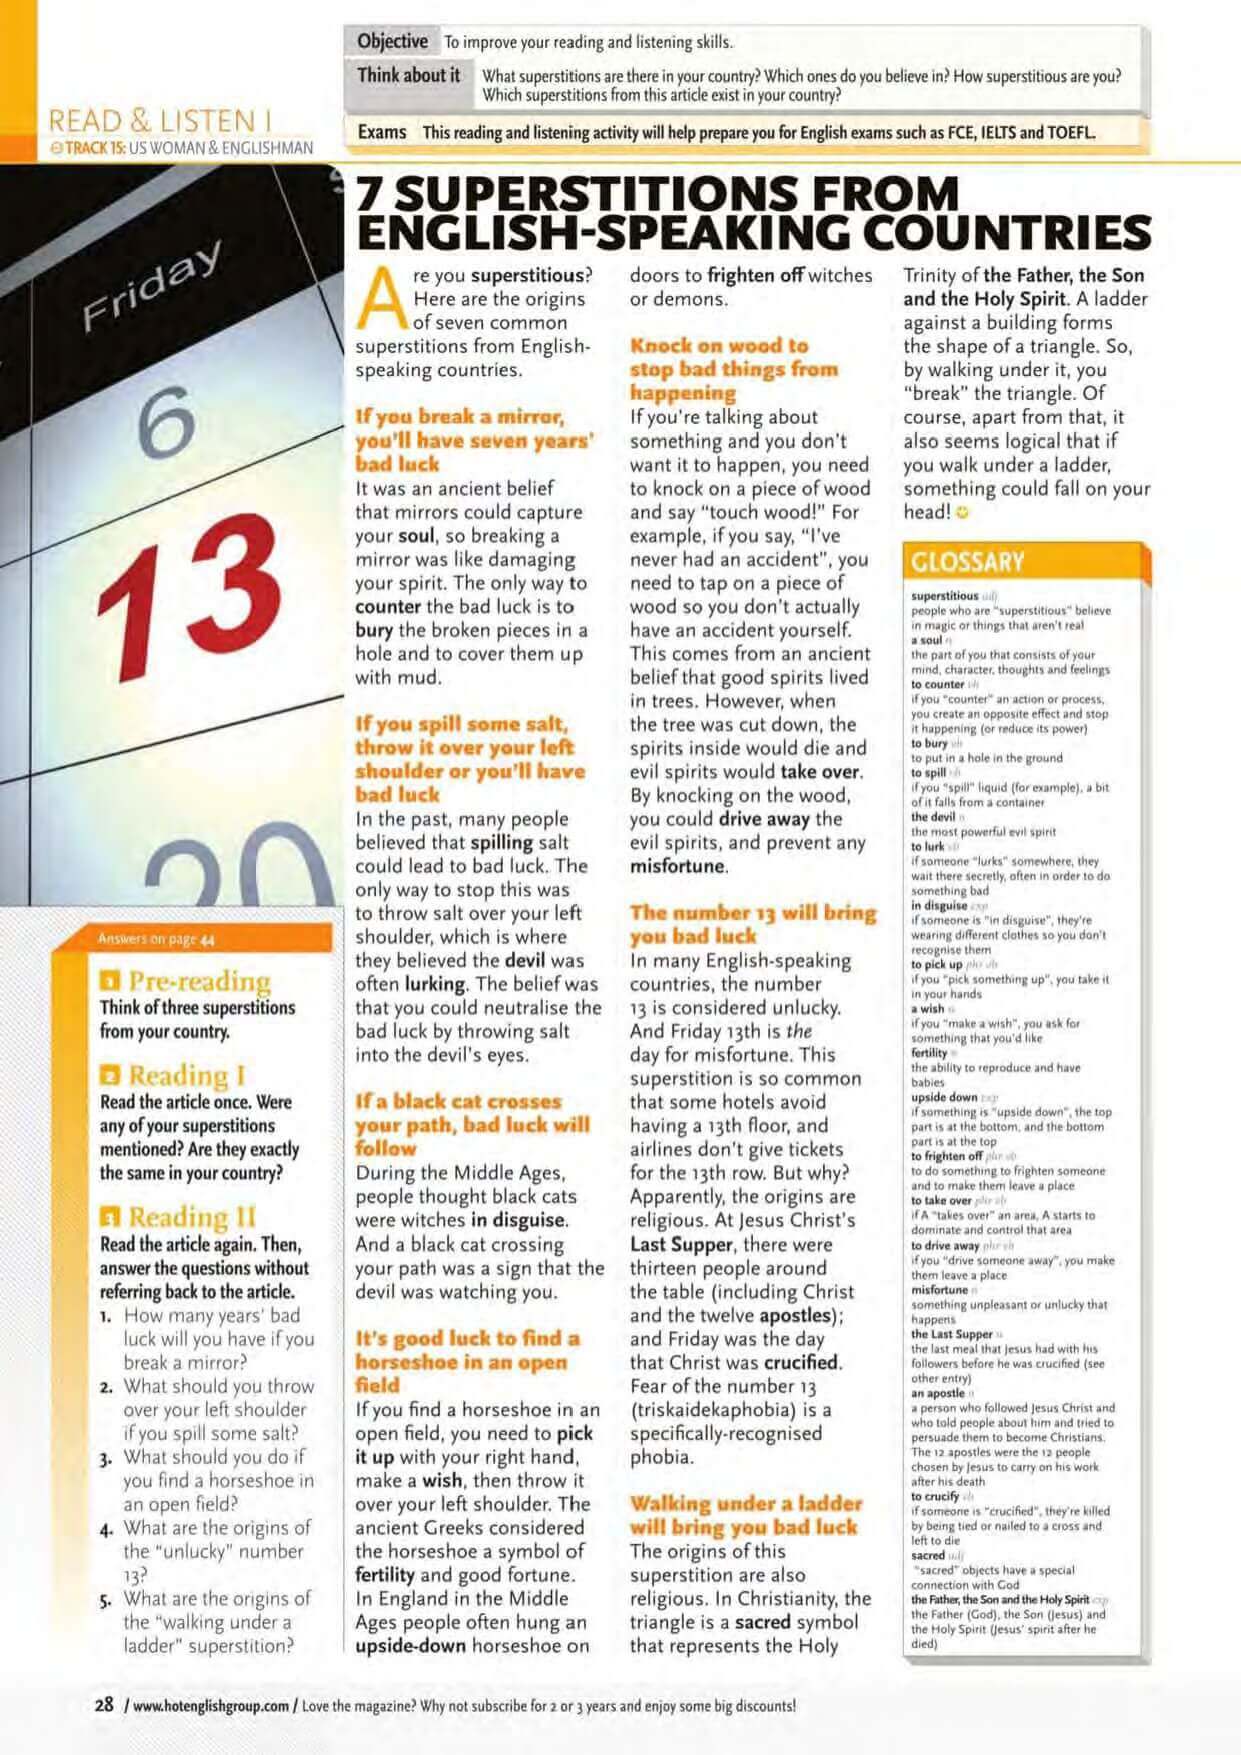 Objective To improve your reading and listening skills.
Think about it What superstitions are there in your country? Which ones do you believe in? How superstitious are you?
Which superstitions from this article exist in your country?
Exams This reading and listening activity will help prepare you for English exams such as FCE, IELTS and TOEFL.
READ & LISTEN I
TRACK 15: US WOMAN & ENGLISHMAN
Friday
6
13
20
7 SUPERSTITIONS FROM
ENGLISH-SPEAKING COUNTRIES
Are you superstitious?
Here are the origins
of seven common
superstitions from English-
speaking countries.
If you break a mirror,
you'll have seven years'
bad luck
It was an ancient belief
that mirrors could capture
your soul, so breaking a
mirror was like damaging
your spirit. The only way to
counter the bad luck is to
bury the broken pieces in a
hole and to cover them up
with mud.
If you spill some salt,
throw it over your left
shoulder or you'll have
bad luck
In the past, many people
believed that spilling salt
could lead to bad luck. The
only way to stop this was
to throw salt over your left
shoulder, which is where
they believed the devil was
often lurking. The belief was
that you could neutralise the
bad luck by throwing salt
into the devil's eyes.
If a black cat crosses
your path, bad luck will
follow
During the Middle Ages,
people thought black cats
were witches in disguise.
And a black cat crossing
your path was a sign that the
devil was watching you.
It's good luck to find a
horseshoe in an open
field
If you find a horseshoe in an
open field, you need to pick
it up with your right hand,
make a wish, then throw it
over your left shoulder. The
ancient Greeks considered
the horseshoe a symbol of
fertility and good fortune.
In England in the Middle
Ages people often hung an
upside-down horseshoe on
doors to frighten off witches
or demons.
Knock on wood to
stop bad things from
happening
If you're talking about
something and you don't
want it to happen, you need
to knock on a piece of wood
and say "touch wood!" For
example, if you say, "I've
never had an accident", you
need to tap on a piece of
wood so you don't actually
have an accident yourself.
This comes from an ancient
belief that good spirits lived
in trees. However, when
the tree was cut down, the
spirits inside would die and
evil spirits would take over.
By knocking on the wood,
you could drive away the
evil spirits, and prevent any
misfortune.
The number 13 will bring
you bad luck
In many English-speaking
countries, the number
13 is considered unlucky.
And Friday 13th is the
day for misfortune. This
superstition is so common
that some hotels avoid
having a 13th floor, and
airlines don't give tickets
for the 13th row. But why?
Apparently, the origins are
religious. At Jesus Christ's
Last Supper, there were
thirteen people around
the table (including Christ
and the twelve apostles);
and Friday was the day
that Christ was crucified.
Fear of the number 13
(triskaidekaphobia) is a
specifically-recognised
phobia.
Walking under a ladder
will bring you bad luck
The origins of this
superstition are also
religious. In Christianity, the
triangle is a sacred symbol
that represents the Holy
Trinity of the Father, the Son
and the Holy Spirit. A ladder
against a building forms
the shape of a triangle. So,
by walking under it, you
"break" the triangle. Of
course, apart from that, it
also seems logical that if
you walk under a ladder,
something could fall on your
head!
GLOSSARY
superstitious adj
people who are "superstitious" believe
in magic or things that aren't real
a soul n
the part of you that consists of your
mind, character, thoughts and feelings
to counter vb
if you "counter" an action or process,
you create an opposite effect and stop
it happening (or reduce its power)
to bury vb
to put in a hole in the ground
to spill vb
if you "spill" liquid (for example), a bit
of it falls from a container
the devil n
the most powerful evil spirit
to lurk vb
if someone "lurks" somewhere, they
wait there secretly, often in order to do
something bad
in disguise exp
if someone is "in disguise", they're
wearing different clothes so you don't
recognise them
to pick up phr vb
if you "pick something up", you take it
in your hands
a wish n
if you "make a wish", you ask for
something that you'd like
fertility n
the ability to reproduce and have
babies
upside down exp
if something is "upside down", the top
part is at the bottom, and the bottom
part is at the top
to frighten off phr vb
to do something to frighten someone
and to make them leave a place
to take over phr vb
if A "takes over" an area, A starts to
dominate and control that area
to drive away phr vb
if you "drive someone away", you make
them leave a place
misfortune n
something unpleasant or unlucky that
happens
the Last Supper n
the last meal that Jesus had with his
followers before he was crucified (see
other entry)
an apostle n
a person who followed Jesus Christ and
who told people about him and tried to
persuade them to become Christians.
The 12 apostles were the 12 people
chosen by Jesus to carry on his work
after his death
to crucify vb
if someone is "crucified", they're killed
by being tied or nailed to a cross and
left to die
sacred adj
"sacred" objects have a special
connection with God
the Father, the Son and the Holy Spirit exp
the Father (God), the Son (Jesus) and
the Holy Spirit (Jesus' spirit after he
died)
Answers on page 44
1 Pre-reading
Think of three superstitions
from your country.
2 Reading I
Read the article once. Were
any of your superstitions
mentioned? Are they exactly
the same in your country?
3 Reading II
Read the article again. Then,
answer the questions without
referring back to the article.
1. How many years' bad
luck will you have if you
break a mirror?
2. What should you throw
over your left shoulder
if you spill some salt?
3. What should you do if
you find a horseshoe in
an open field?
4. What are the origins of
the "unlucky" number
13?
5. What are the origins of
the "walking under a
ladder" superstition?
28 / www.hotenglishgroup.com / Love the magazine? Why not subscribe for 2 or 3 years and enjoy some big discounts!